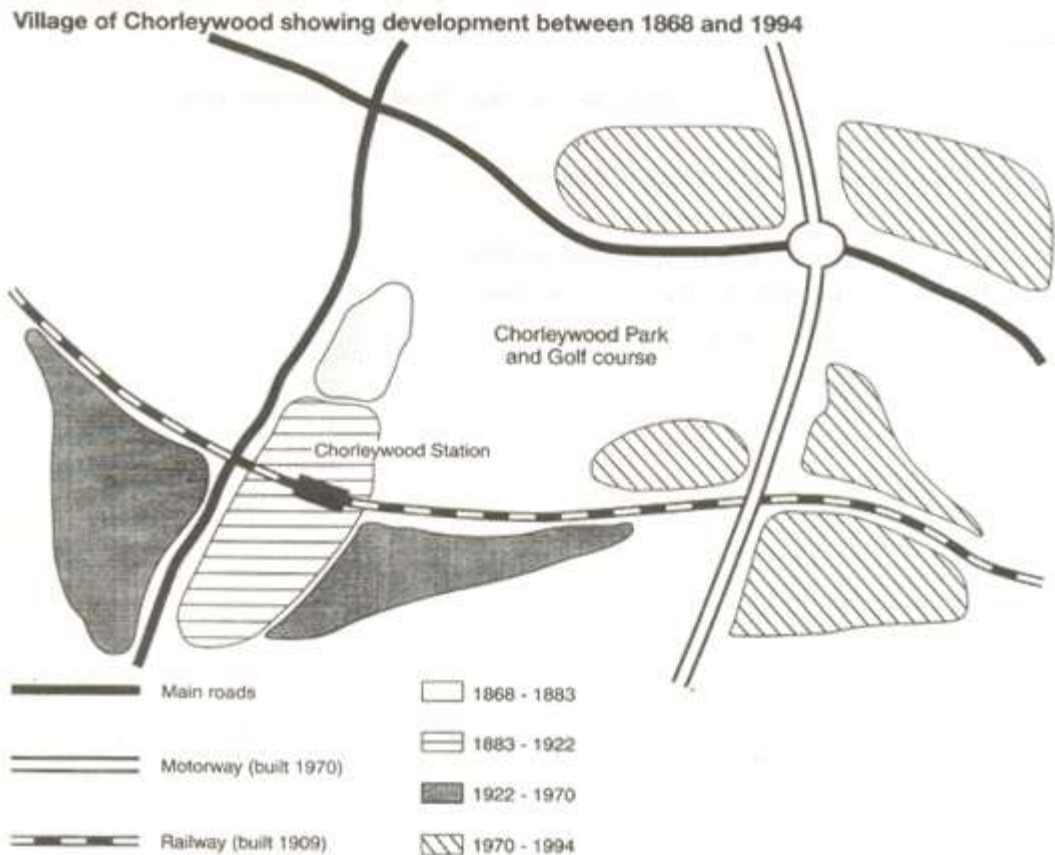 Village of Chorleywood showing development between 1868 and 1994
Chorleywood Park
and Golf course
Chorleywood Station
Main roads
Motorway (built 1970)
Railway (built 1909)
1868 - 1883
1883 - 1922
1922 - 1970
1970 - 1994